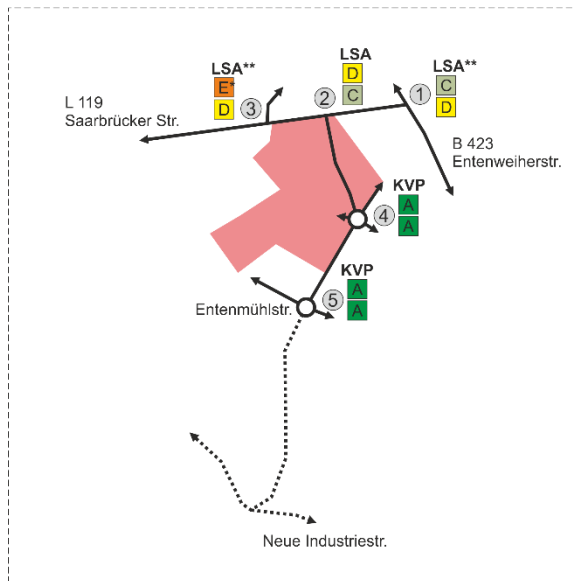 LSA**
E*
D
3
LSA
D
C
2
LSA**
C
D
1
L 119
Saarbrücker Str.
B 423
Entenweiherstr.
KVP
4
A
A
KVP
Entenmühlstr.
5
A
A
Neue Industriestr.